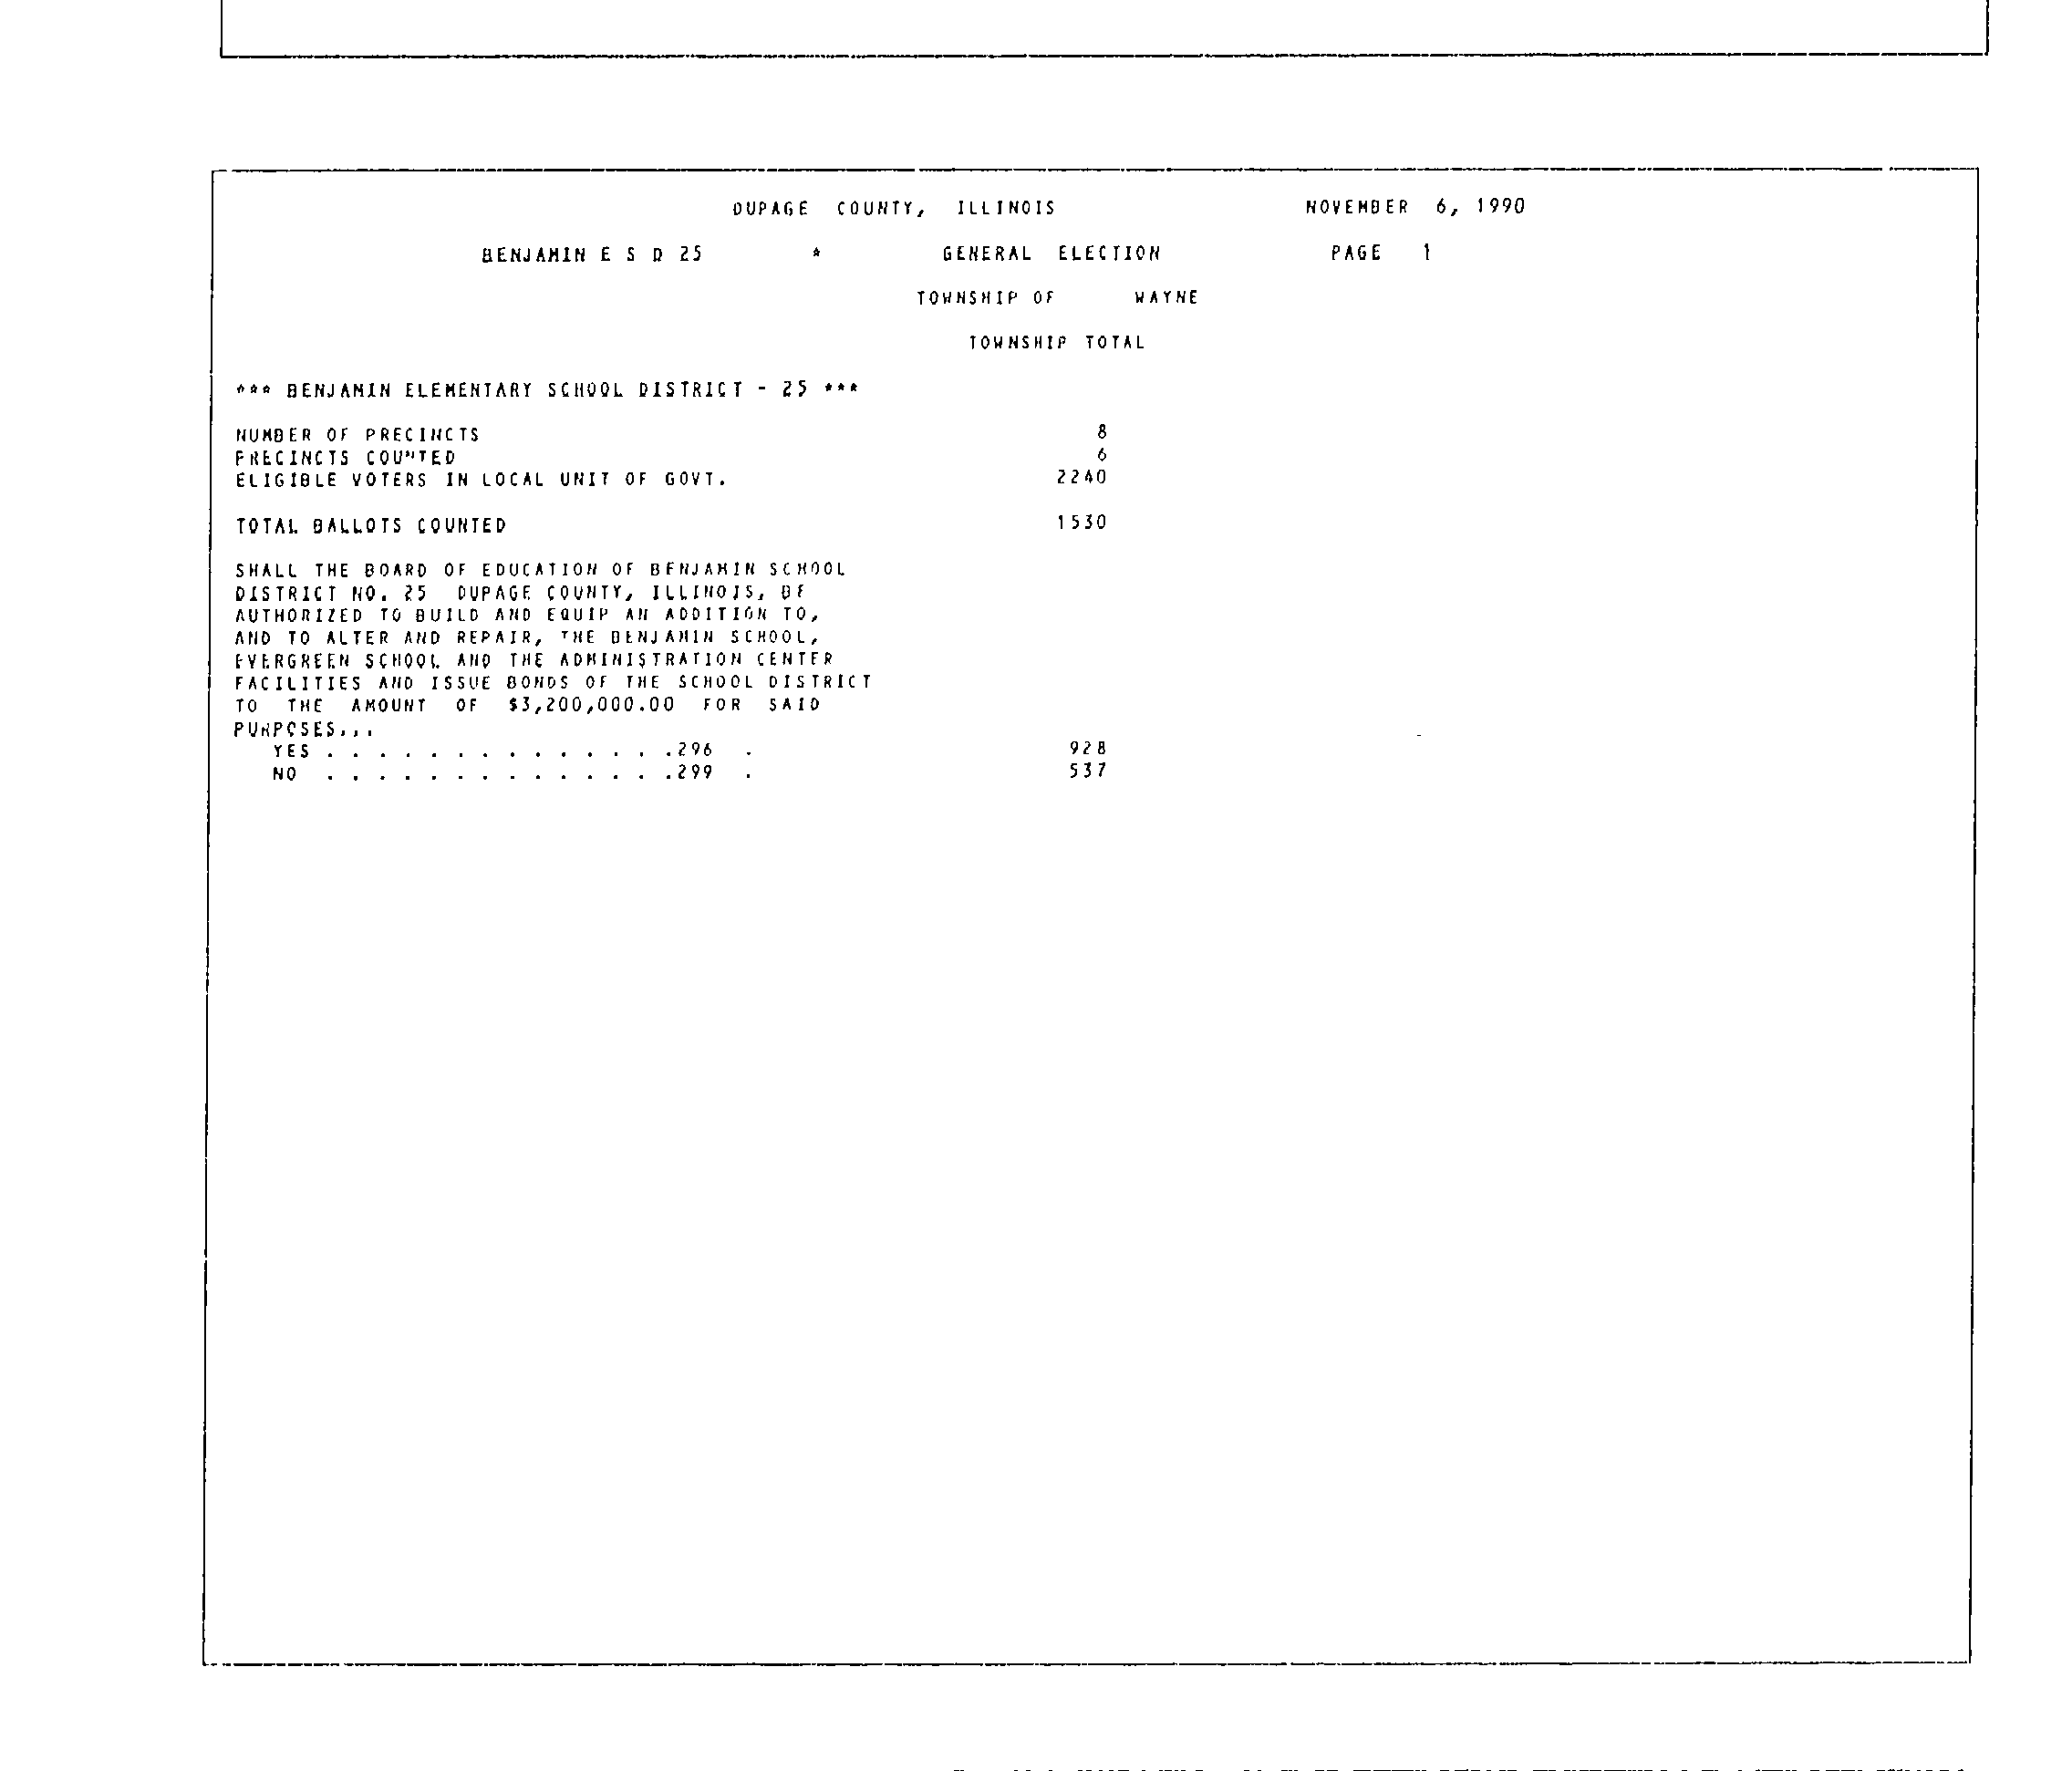 DUPAGE COUNTY, ILLINOIS NOVEMBER 6, 1990
BENJAMIN E S D 25 * GENERAL ELECTION PAGE 1
TOWNSHIP OF WAYNE
TOWNSHIP TOTAL
*** BENJAMIN ELEMENTARY SCHOOL DISTRICT - 25 ***
NUMBER OF PRECINCTS 8
PRECINCTS COUNTED 6
ELIGIBLE VOTERS IN LOCAL UNIT OF GOVT. 2240
TOTAL BALLOTS COUNTED 1530
SHALL THE BOARD OF EDUCATION OF BENJAMIN SCHOOL
DISTRICT NO. 25 DUPAGE COUNTY, ILLINOIS, BE
AUTHORIZED TO BUILD AND EQUIP AN ADDITION TO,
AND TO ALTER AND REPAIR, THE BENJAMIN SCHOOL,
EVERGREEN SCHOOL AND THE ADMINISTRATION CENTER
FACILITIES AND ISSUE BONDS OF THE SCHOOL DISTRICT
TO THE AMOUNT OF $3,200,000.00 FOR SAID
PURPOSES...
YES . . . . . . . . . . . . . .296 . 928
NO . . . . . . . . . . . . . .299 . 537